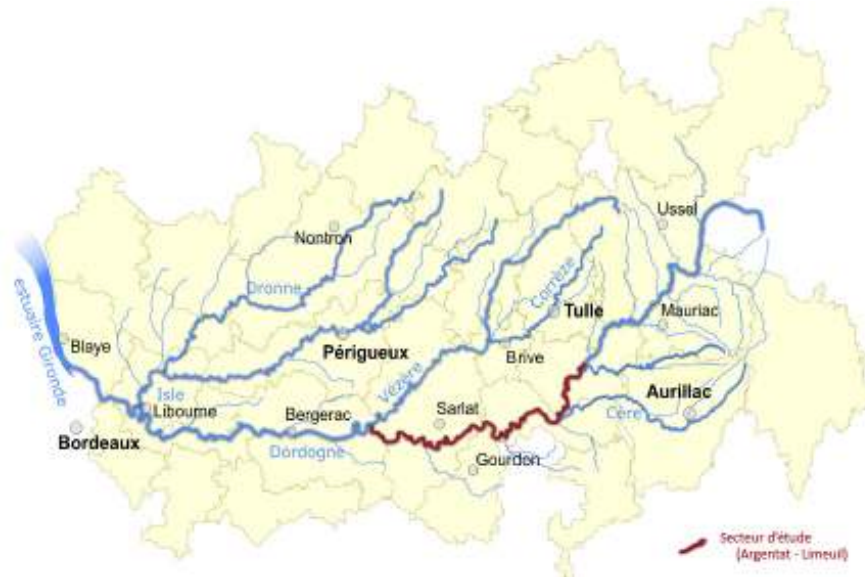 Ussel
Nontron
Dronne
estuaire Gironde
Corrèze
Tulle
Mauriac
Blaye
Périgueux
Brive
Vézère
Isle
Libourne
Bergerac
Sarlat
Aurillac
Cère
Bordeaux
Dordogne
Gourdon
Secteur d'étude
(Argentat - Limeuil)